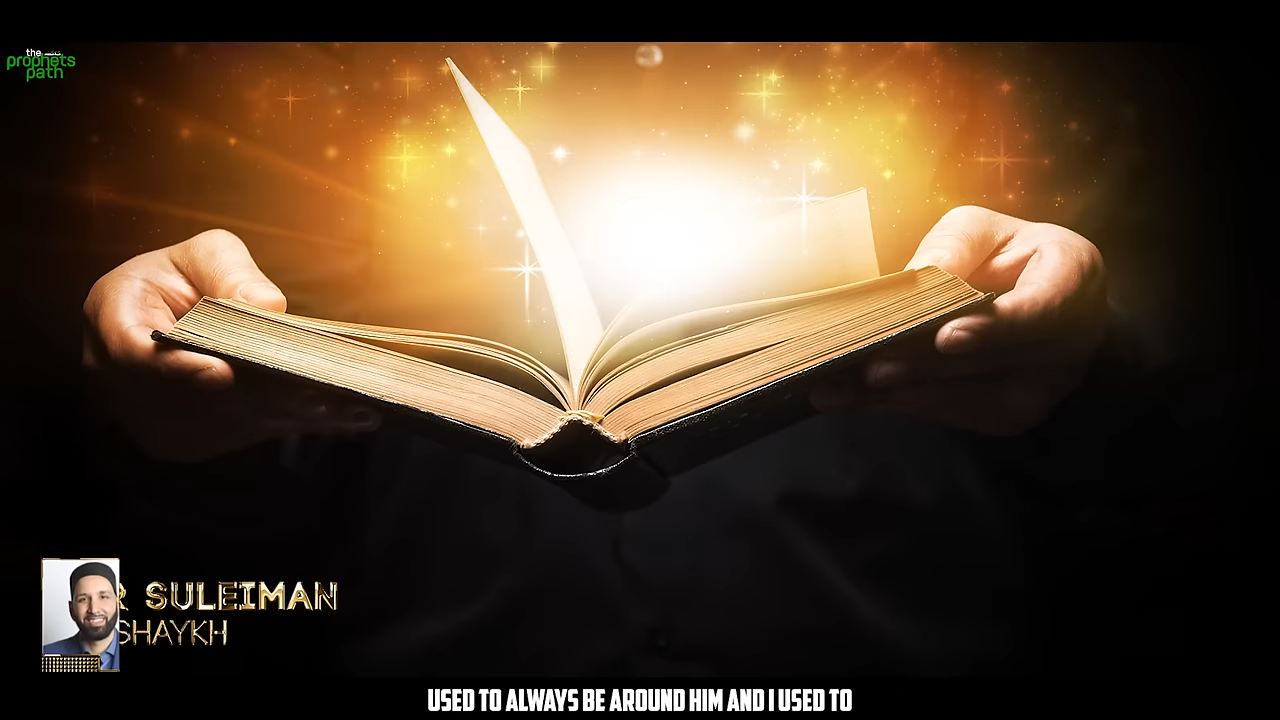 the
prophets
path
R SULEIMAN
SHAYKH
USED TO ALWAYS BE AROUND HIM AND I USED TO